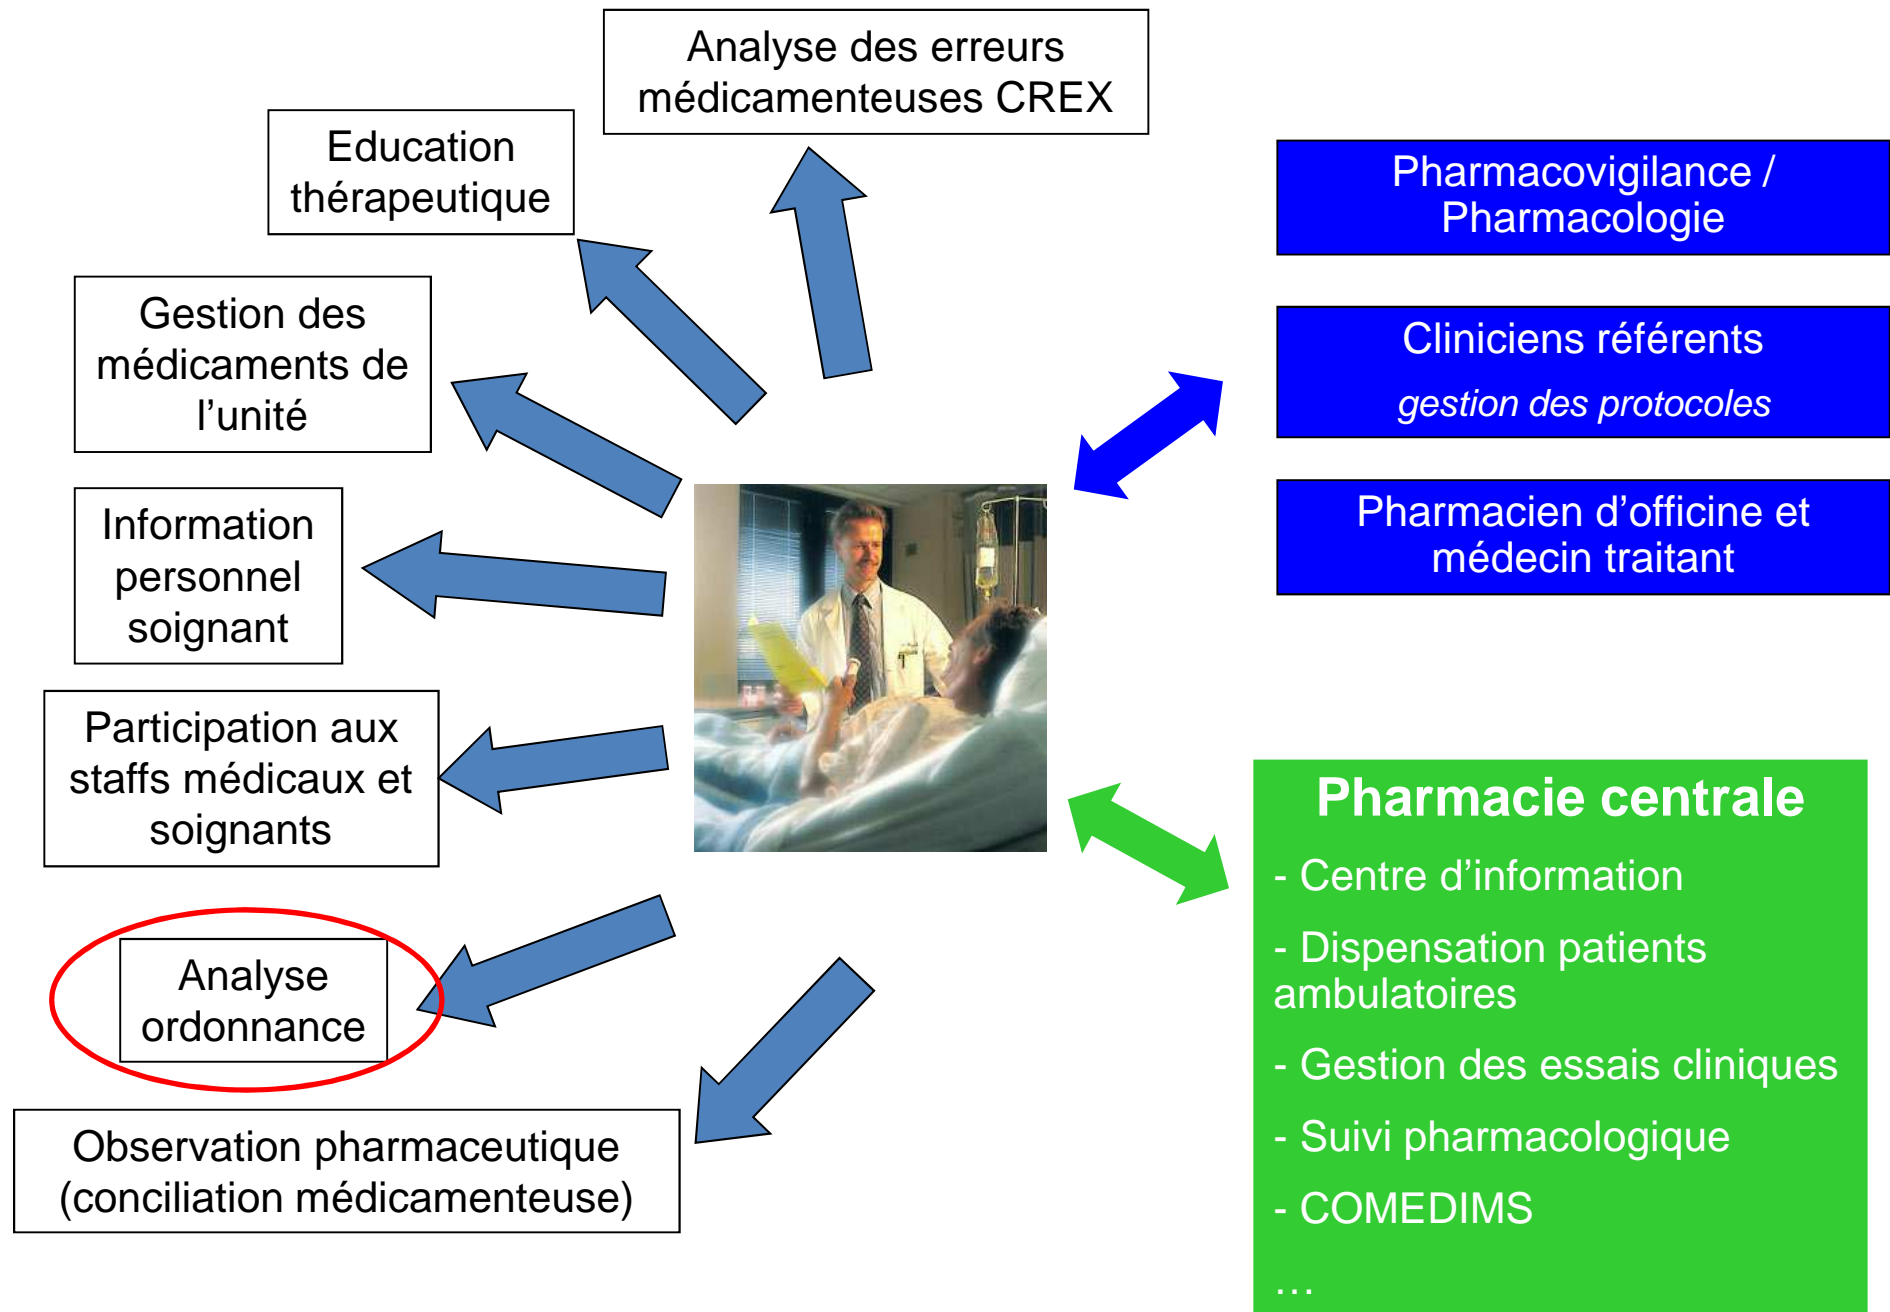 Analyse des erreurs
médicamenteuses CREX
Education
thérapeutique
Gestion des
médicaments de
l’unité
Information
personnel
soignant
Participation aux
staffs médicaux et
soignants
Analyse
ordonnance
Observation pharmaceutique
(conciliation médicamenteuse)
Pharmacovigilance /
Pharmacologie
Cliniciens référents
gestion des protocoles
Pharmacien d’officine et
médecin traitant
Pharmacie centrale
- Centre d’information
- Dispensation patients
ambulatoires
- Gestion des essais cliniques
- Suivi pharmacologique
- COMEDIMS
…